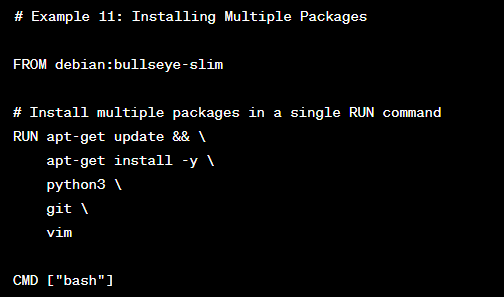 # Example 11: Installing Multiple Packages
FROM debian:bullseye-slim
# Install multiple packages in a single RUN command
RUN apt-get update && \
    apt-get install -y \
    python3 \
    git \
    vim
CMD ["bash"]